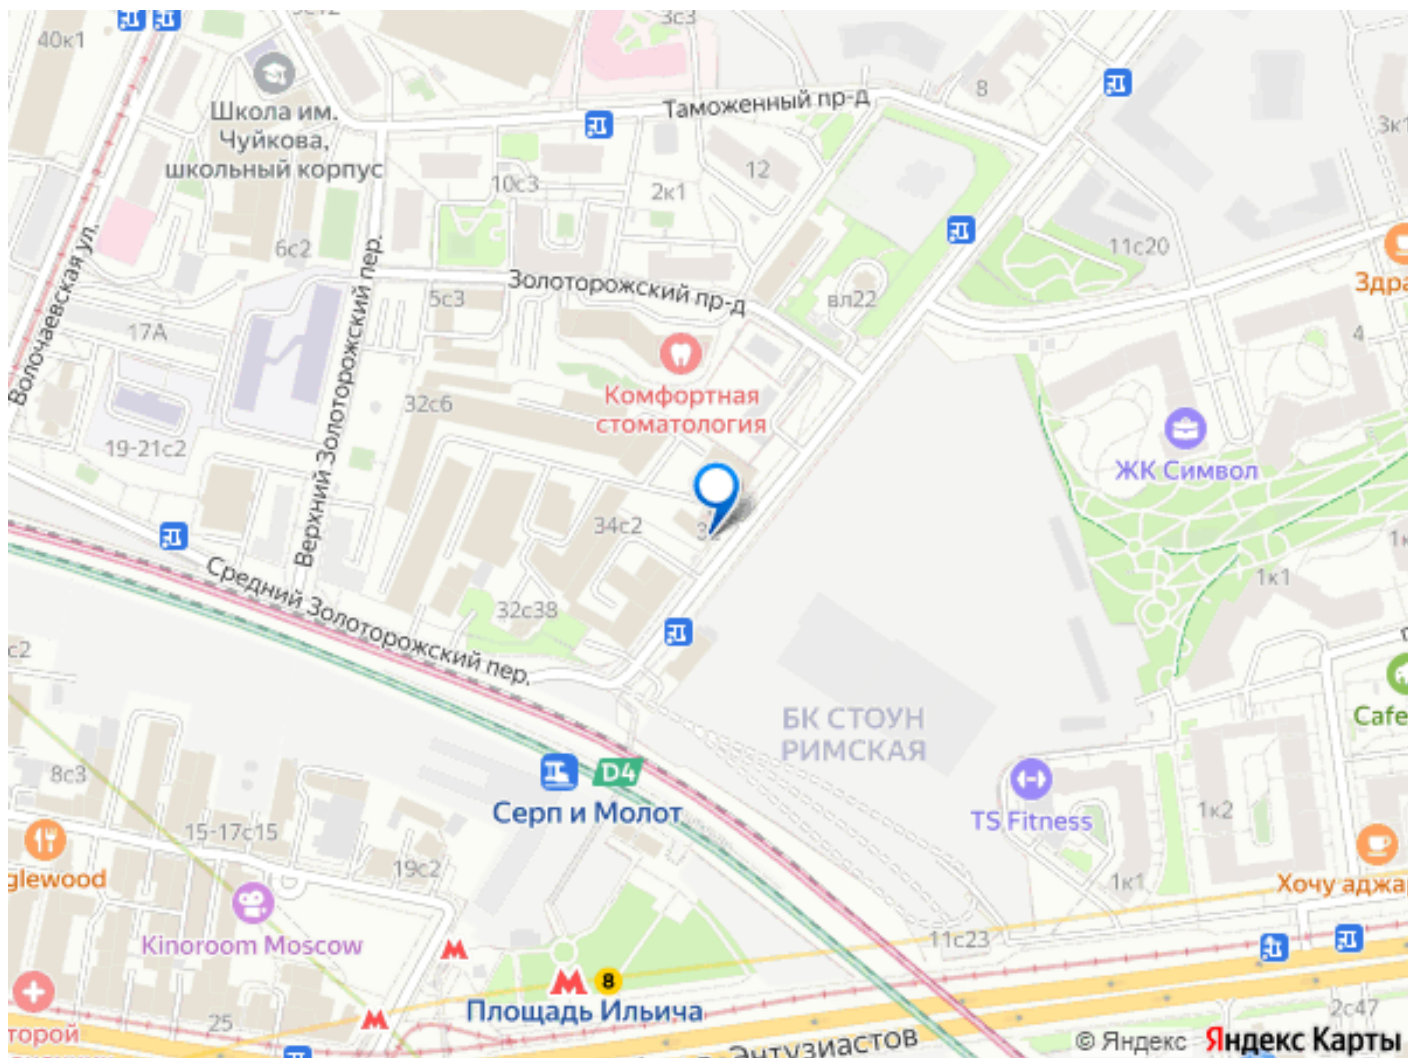 3с3
40к1
8
Таможенный пр-д
Школа им.
Чуйкова,
школьный корпус
3к1
12
10с3
2к1
6с2
11с20
Волочаевская ул.
Верхний Золоторожский пер.
Золоторожский пр-д
5с3
вл22
17А
4
Комфортная
стоматология
32с6
19-21с2
ЖК Символ
34с2
1к1
Средний Золоторожский пер.
32с38
с2
БК СТОУН
РИМСКАЯ
Cafe
8с3
D4
Серп и Молот
TS Fitness
1к2
15-17с15
19с2
glewood
1к1
Хочу аджар
Kinoroom Moscow
11с23
8
Площадь Ильича
25
2с47
торой
Энтузиастов
© Яндекс Яндекс Карты